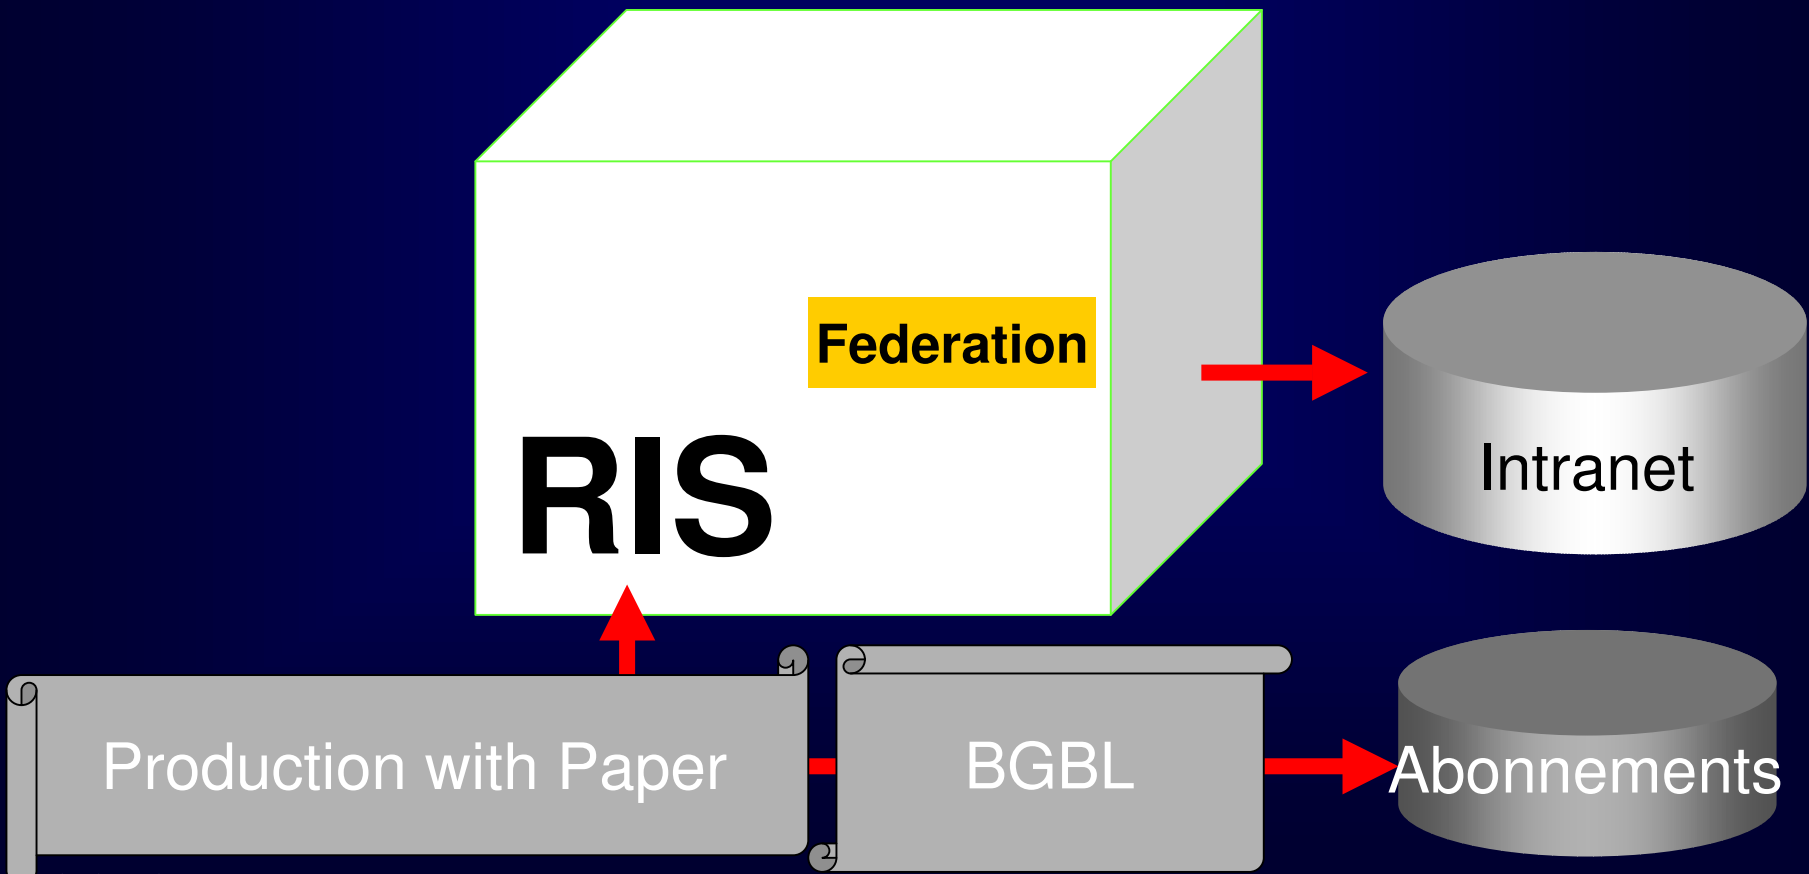 Federation
RIS
Intranet
Production with Paper
BGBL
Abonnements